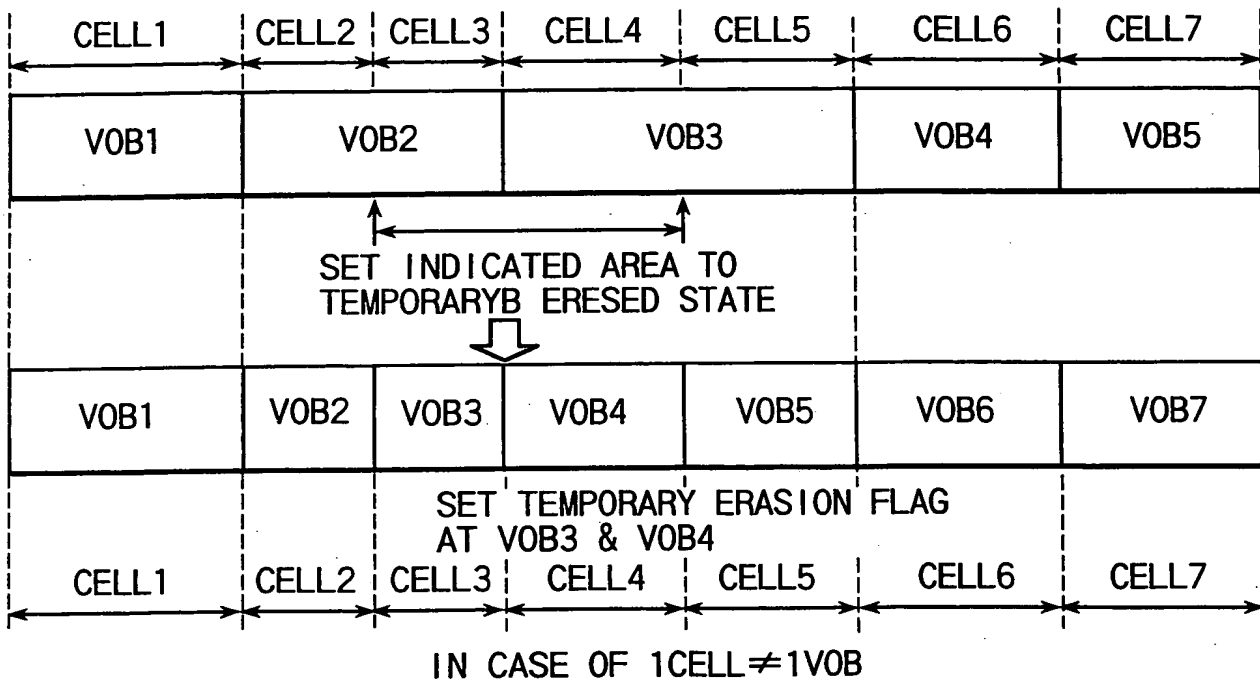 CELL1 CELL2 CELL3 CELL4 CELL5 CELL6 CELL7
VOB1 VOB2 VOB3 VOB4 VOB5
SET INDICATED AREA TO
TEMPORARYB ERESED STATE
VOB1 VOB2 VOB3 VOB4 VOB5 VOB6 VOB7
SET TEMPORARY ERASION FLAG
AT VOB3 & VOB4
CELL1 CELL2 CELL3 CELL4 CELL5 CELL6 CELL7
IN CASE OF 1CELL≠1VOB